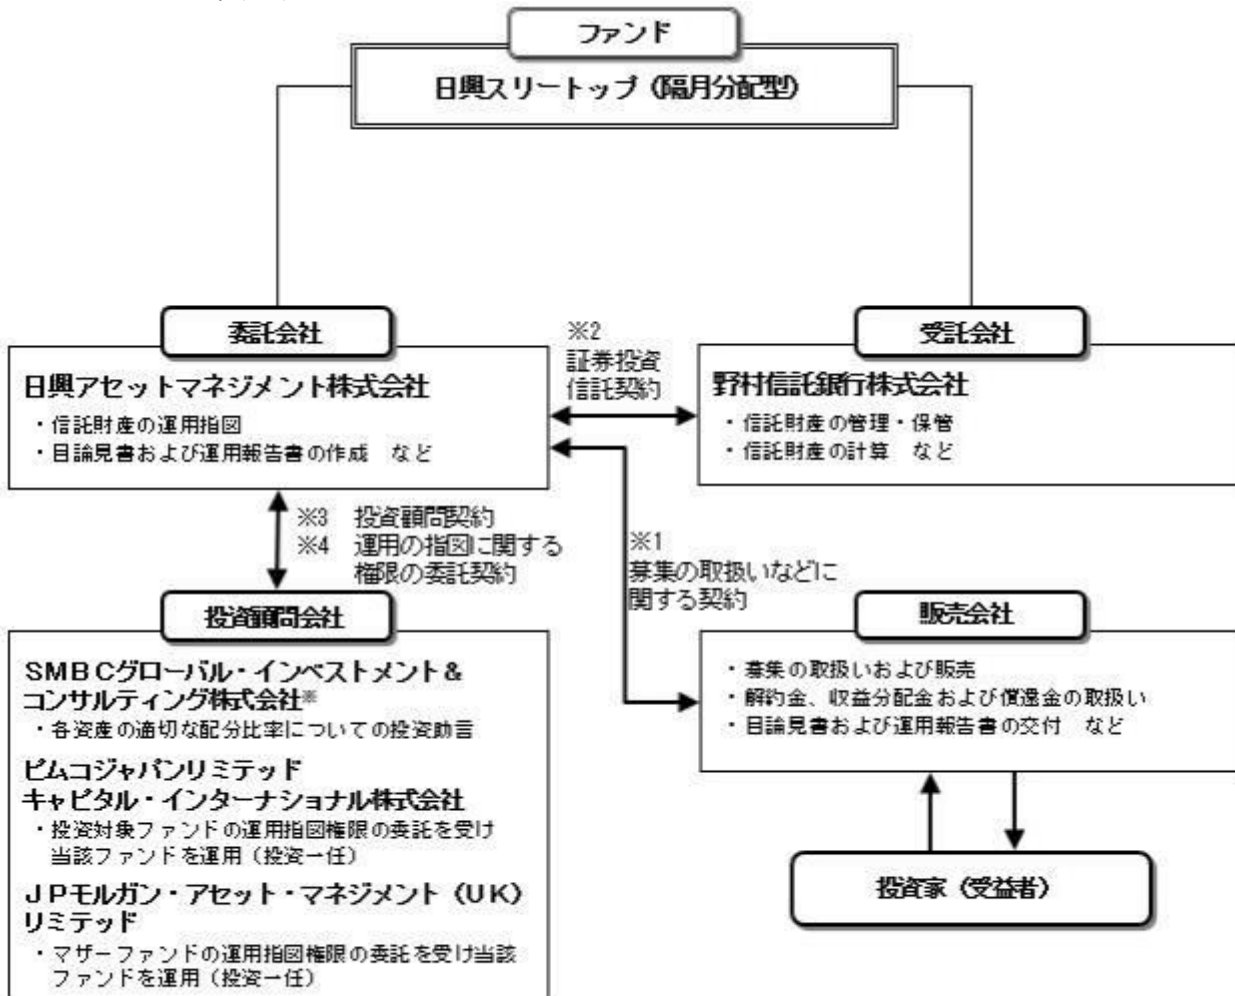 ファンド
日興スリートップ（隔月分配型）
委託会社
日興アセットマネジメント株式会社
・信託財産の運用指図
・目論見書および運用報告書の作成　など
※2
証券投資
信託契約
受託会社
野村信託銀行株式会社
・信託財産の管理・保管
・信託財産の計算　など
※3　投資顧問契約
※4　運用の指図に関する
権限の委託契約
※1
募集の取扱いなどに
関する契約
投資顧問会社
ＳＭＢＣグローバル・インベストメント＆
コンサルティング株式会社※
・各資産の適切な配分比率についての投資助言
ピムコジャパンリミテッド
キャピタル・インターナショナル株式会社
・投資対象ファンドの運用指図権限の委託を受け
当該ファンドを運用（投資一任）
ＪＰモルガン・アセット・マネジメント（ＵＫ）
リミテッド
・マザーファンドの運用指図権限の委託を受け当該
ファンドを運用（投資一任）
販売会社
・募集の取扱いおよび販売
・解約金、収益分配金および償還金の取扱い
・目論見書および運用報告書の交付　など
投資家（受益者）